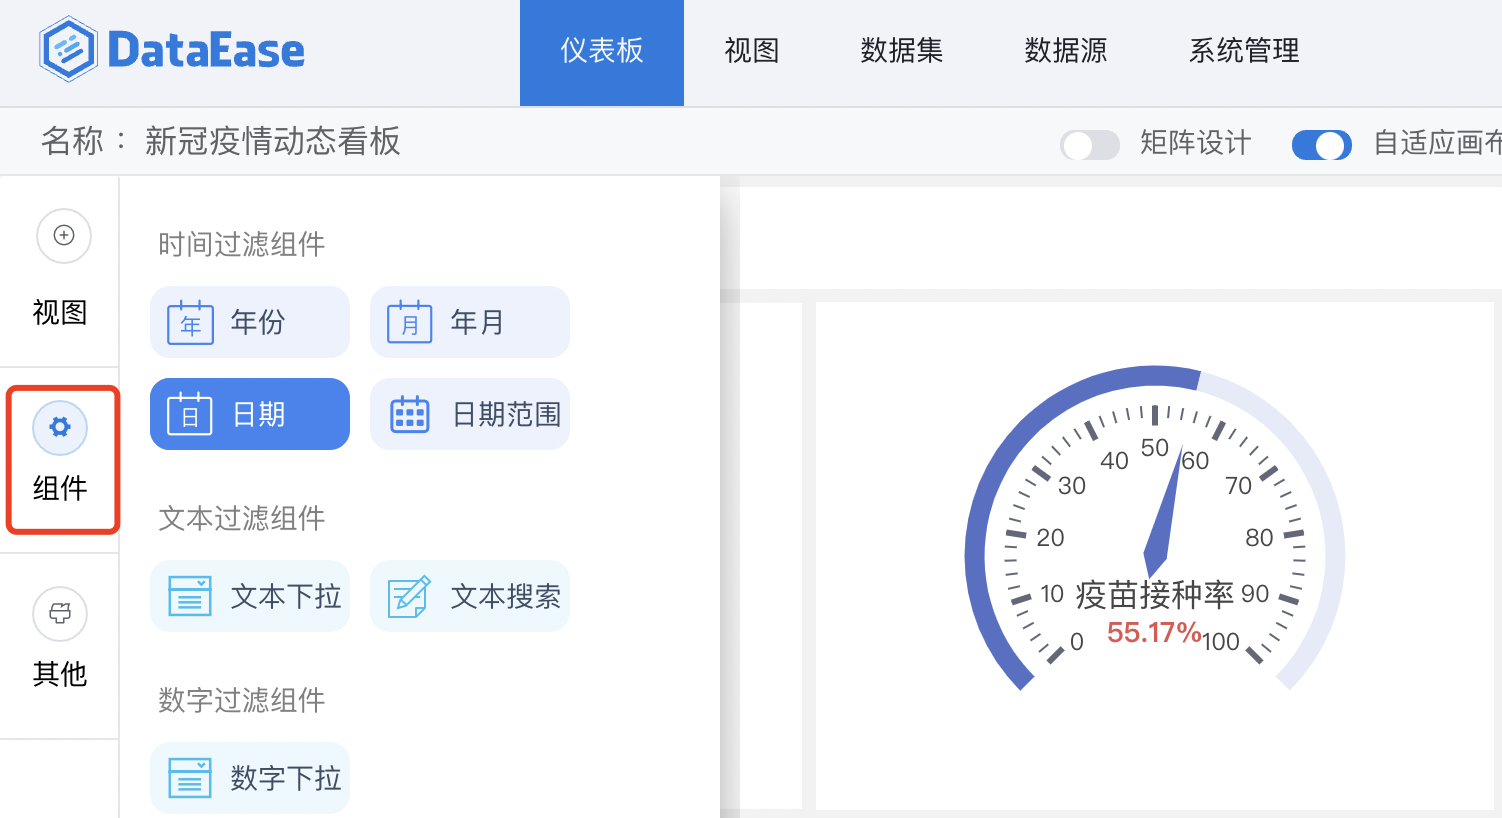 DataEase
仪表板 视图 数据集 数据源 系统管理
名称 ： 新冠疫情动态看板
矩阵设计 自适应画布
视图
组件
其他
时间过滤组件
年 年份
月 年月
日 日期
日期范围
文本过滤组件
文本下拉
文本搜索
数字过滤组件
数字下拉
0
10
20
30
40
50
60
70
80
90
100
疫苗接种率
55.17%